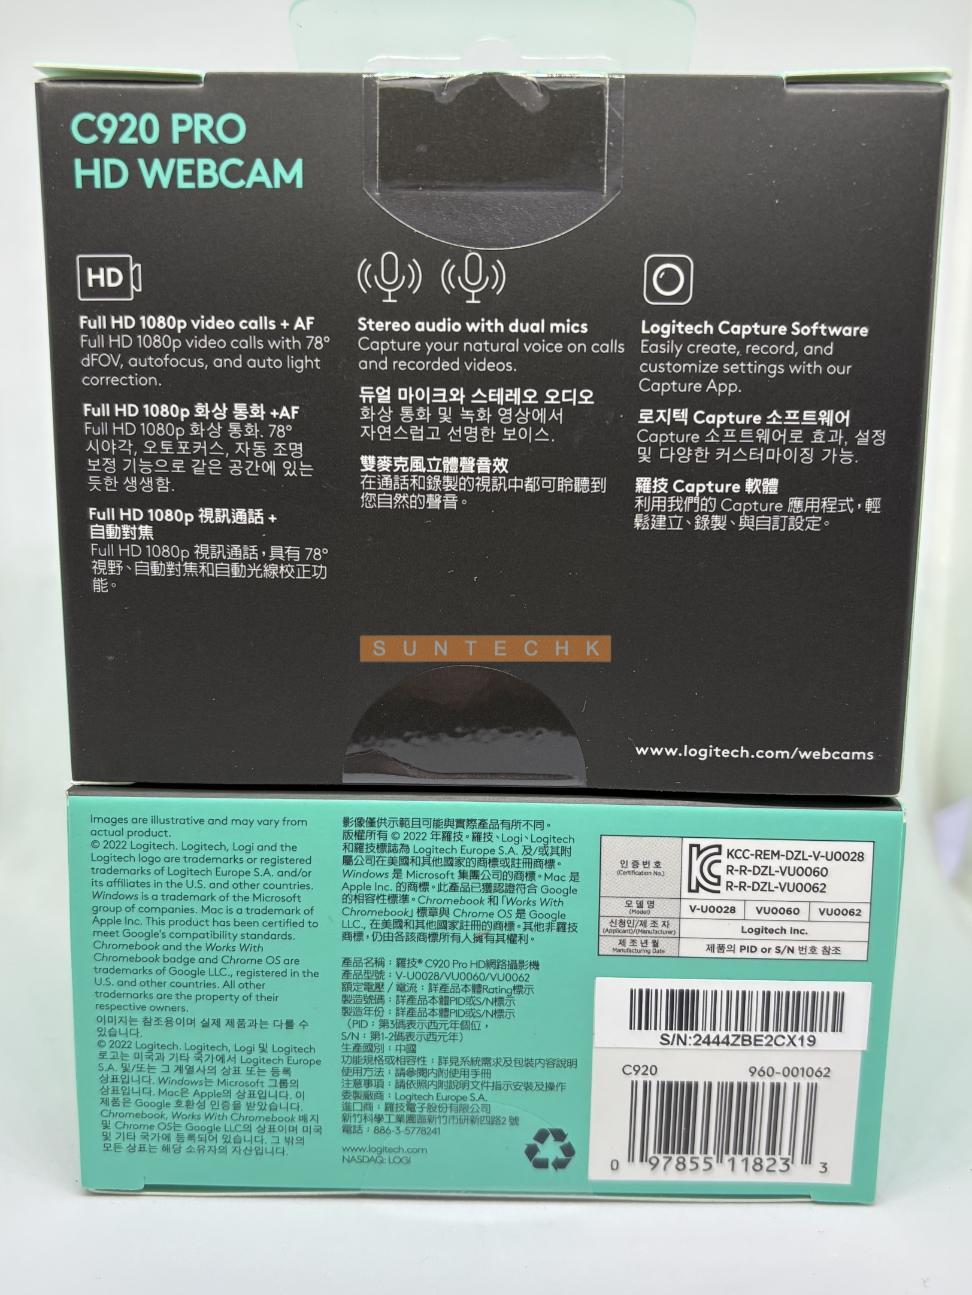 C920 PRO
HD WEBCAM
HD
Full HD 1080p video calls + AF
Full HD 1080p video calls with 78°
dFOV, autofocus, and auto light
correction.
Full HD 1080p 화상 통화 +AF
Full HD 1080p 화상 통화. 78°
시야각, 오토포커스, 자동 조명
보정 기능으로 같은 공간에 있는
듯한 생생함.
Full HD 1080p 視訊通話 +
自動對焦
Full HD 1080p 視訊通話，具有 78°
視野、自動對焦和自動光線校正功
能。
Stereo audio with dual mics
Capture your natural voice on calls
and recorded videos.
듀얼 마이크와 스테레오 오디오
화상 통화 및 녹화 영상에서
자연스럽고 선명한 보이스.
雙麥克風立體聲音效
在通話和錄製的視訊中都可聆聽到
您自然的聲音。
Logitech Capture Software
Easily create, record, and
customize settings with our
Capture App.
로지텍 Capture 소프트웨어
Capture 소프트웨어로 효과, 설정
및 다양한 커스터마이징 가능.
羅技 Capture 軟體
利用我們的 Capture 應用程式，輕
鬆建立、錄製、與自訂設定。
SUNTECHK
www.logitech.com/webcams
Images are illustrative and may vary from
actual product.
© 2022 Logitech. Logitech, Logi and the
Logitech logo are trademarks or registered
trademarks of Logitech Europe S.A. and/or
its affiliates in the U.S. and other countries.
Windows is a trademark of the Microsoft
group of companies. Mac is a trademark of
Apple Inc. This product has been certified to
meet Google's compatibility standards.
Chromebook and the Works With
Chromebook badge and Chrome OS are
trademarks of Google LLC., registered in the
U.S. and other countries. All other
trademarks are the property of their
respective owners.
이미지는 참조용이며 실제 제품과는 다를 수
있습니다.
© 2022 Logitech. Logitech, Logi 및 Logitech
로고는 미국과 기타 국가에서 Logitech Europe
S.A. 및/또는 그 계열사의 상표 또는 등록
상표입니다. Windows는 Microsoft 그룹의
상표입니다. Mac은 Apple의 상표입니다. 이
제품은 Google 호환성 인증을 받았습니다.
Chromebook, Works With Chromebook 배지
및 Chrome OS는 Google LLC의 상표이며 미국
및 기타 국가에 등록되어 있습니다. 그 밖의
모든 상표는 해당 소유자의 자산입니다.
影像僅供示範且可能與實際產品有所不同。
版權所有 © 2022 年羅技。羅技、Logi、Logitech
和羅技標誌為 Logitech Europe S.A. 及/或其附
屬公司在美國和其他國家的商標或註冊商標。
Windows 是 Microsoft 集團公司的商標。Mac 是
Apple Inc. 的商標。此產品已獲認證符合 Google
的相容性標準。Chromebook 和「Works With
Chromebook」標章與 Chrome OS 是 Google
LLC., 在美國和其他國家註冊的商標。其他非羅技
商標，仍由各該商標所有人擁有其權利。
產品名稱：羅技® C920 Pro HD網路攝影機
產品型號：V-U0028/VU0060/VU0062
額定電壓 / 電流：詳產品本體Rating標示
製造號碼：詳產品本體PID或S/N標示
製造年份：詳產品本體PID或S/N標示
（PID：第3碼表示西元年個位，
S/N：第1-2碼表示西元年）
生產國別：中國
功能規格或相容性：詳見系統需求及包裝內容說明
使用方法：請參閱內附使用手冊
注意事項：請依照內附說明文件指示安裝及操作
委製廠商：Logitech Europe S.A.
進口商：羅技電子股份有限公司
新竹科學工業園區新竹市研新四路2 號
電話：886-3-5778241
www.logitech.com
NASDAQ: LOGI
인 증 번 호
(Certification No.)
KCC-REM-DZL-V-U0028
R-R-DZL-VU0060
R-R-DZL-VU0062
모 델 명
(Model)
V-U0028 VU0060 VU0062
신청인/제 조 자
(Applicant)/(Manufacturer)
Logitech Inc.
제 조 년 월
Manufacturing Date
제품의 PID or S/N 번호 참조
S/N:2444ZBE2CX19
C920 960-001062
0 97855 11823 3